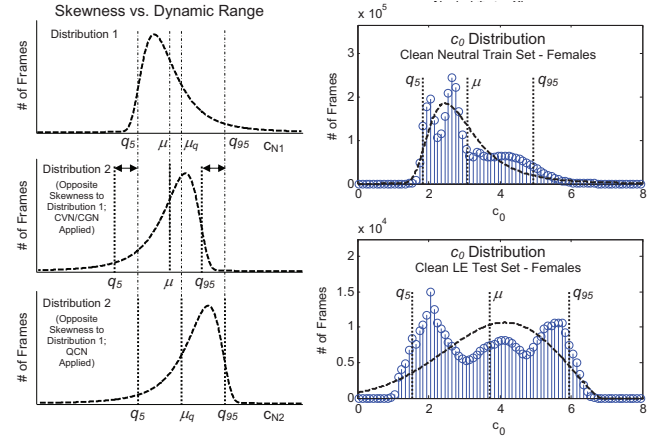 Skewness vs. Dynamic Range
Distribution 1
# of Frames
q5 μ μq q95 cN1
Distribution 2
(Opposite
Skewness to
Distribution 1;
CVN/CGN
Applied)
# of Frames
q5 μ q95
Distribution 2
(Opposite
Skewness to
Distribution 1;
QCN
Applied)
# of Frames
q5 μq q95 cN2
x 10^5
c0 Distribution
Clean Neutral Train Set - Females
q5 μ q95
# of Frames
3
2
1
0
0 2 4 6 8
c0
x 10^4
c0 Distribution
Clean LE Test Set - Females
q5 μ q95
# of Frames
2.0
1.5
1.0
0.5
0
0 2 4 6 8
c0